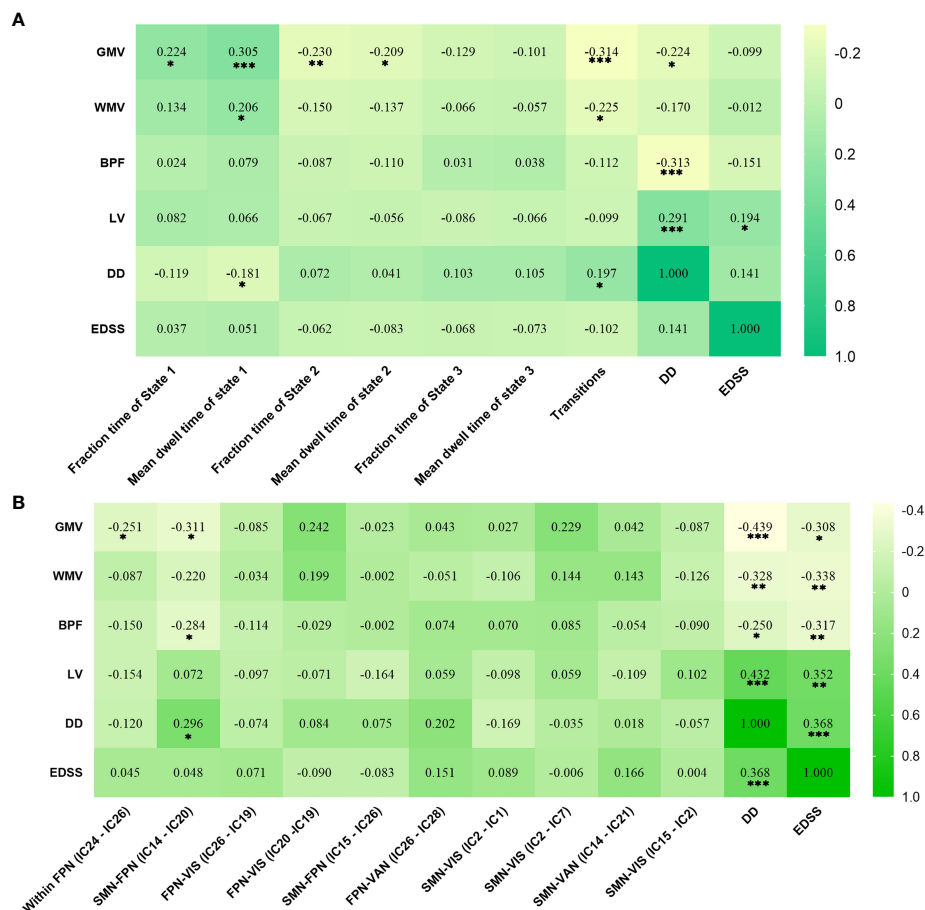 A
GMV 0.224 0.305 -0.230 -0.209 -0.129 -0.101 -0.314 -0.224 -0.099
* *** ** * *** *
WMV 0.134 0.206 -0.150 -0.137 -0.066 -0.057 -0.225 -0.170 -0.012
* *
BPF 0.024 0.079 -0.087 -0.110 0.031 0.038 -0.112 -0.313 -0.151
***
LV 0.082 0.066 -0.067 -0.056 -0.086 -0.066 -0.099 0.291 0.194
*** *
DD -0.119 -0.181 0.072 0.041 0.103 0.105 0.197 1.000 0.141
* *
EDSS 0.037 0.051 -0.062 -0.083 -0.068 -0.073 -0.102 0.141 1.000
Fraction time of State 1
Mean dwell time of state 1
Fraction time of State 2
Mean dwell time of state 2
Fraction time of State 3
Mean dwell time of state 3
Transitions
DD
EDSS
-0.2
0
0.2
0.4
0.6
0.8
1.0
B
GMV -0.251 -0.311 -0.085 0.242 -0.023 0.043 0.027 0.229 0.042 -0.087 -0.439 -0.308
* * *** *
WMV -0.087 -0.220 -0.034 0.199 -0.002 -0.051 -0.106 0.144 0.143 -0.126 -0.328 -0.338
** **
BPF -0.150 -0.284 -0.114 -0.029 -0.002 0.074 0.070 0.085 -0.054 -0.090 -0.250 -0.317
* * **
LV -0.154 0.072 -0.097 -0.071 -0.164 0.059 -0.098 0.059 -0.109 0.102 0.432 0.352
*** **
DD -0.120 0.296 -0.074 0.084 0.075 0.202 -0.169 -0.035 0.018 -0.057 1.000 0.368
* ***
EDSS 0.045 0.048 0.071 -0.090 -0.083 0.151 0.089 -0.006 0.166 0.004 0.368 1.000
***
Within FPN (IC24 - IC26)
SMN-FPN (IC14 - IC20)
FPN-VIS (IC26 - IC19)
FPN-VIS (IC20 -IC19)
SMN-FPN (IC15 - IC26)
FPN-VAN (IC26 - IC28)
SMN-VIS (IC2 - IC1)
SMN-VIS (IC2 - IC7)
SMN-VAN (IC14 - IC21)
SMN-VIS (IC15 - IC2)
DD
EDSS
-0.4
-0.2
0
0.2
0.4
0.6
0.8
1.0